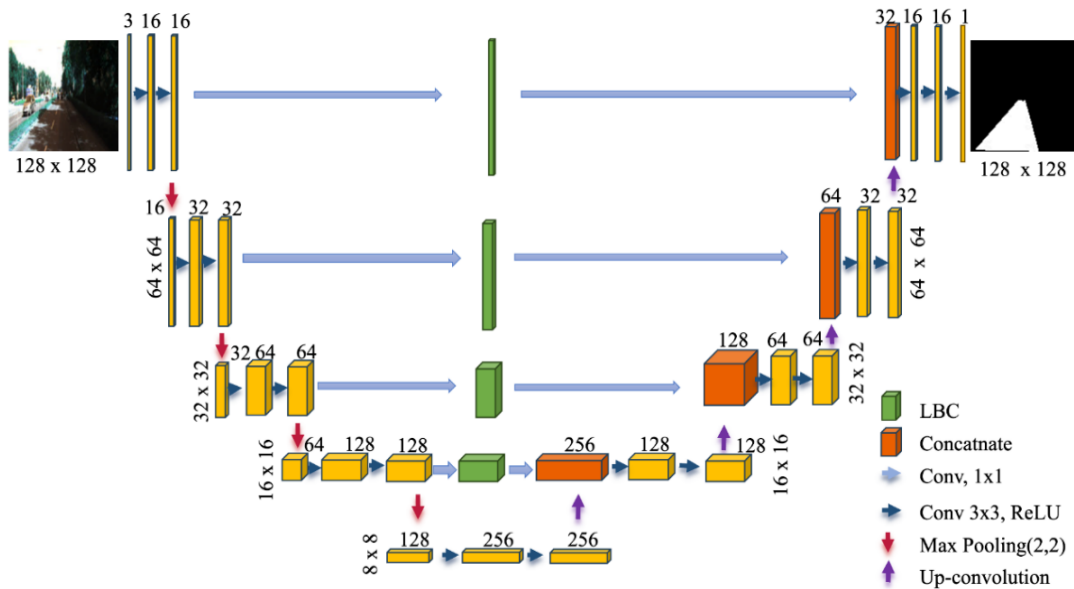 3 16 16
32 16 16 1
128 x 128
128 x 128
16 32 32
64 x 64
64 32 32
64 x 64
32 64 64
32 x 32
128 64 64
32 x 32
64 128 128
16 x 16
256 128 128
16 x 16
128 256 256
8 x 8
LBC
Concatnate
Conv, 1x1
Conv 3x3, ReLU
Max Pooling(2,2)
Up-convolution